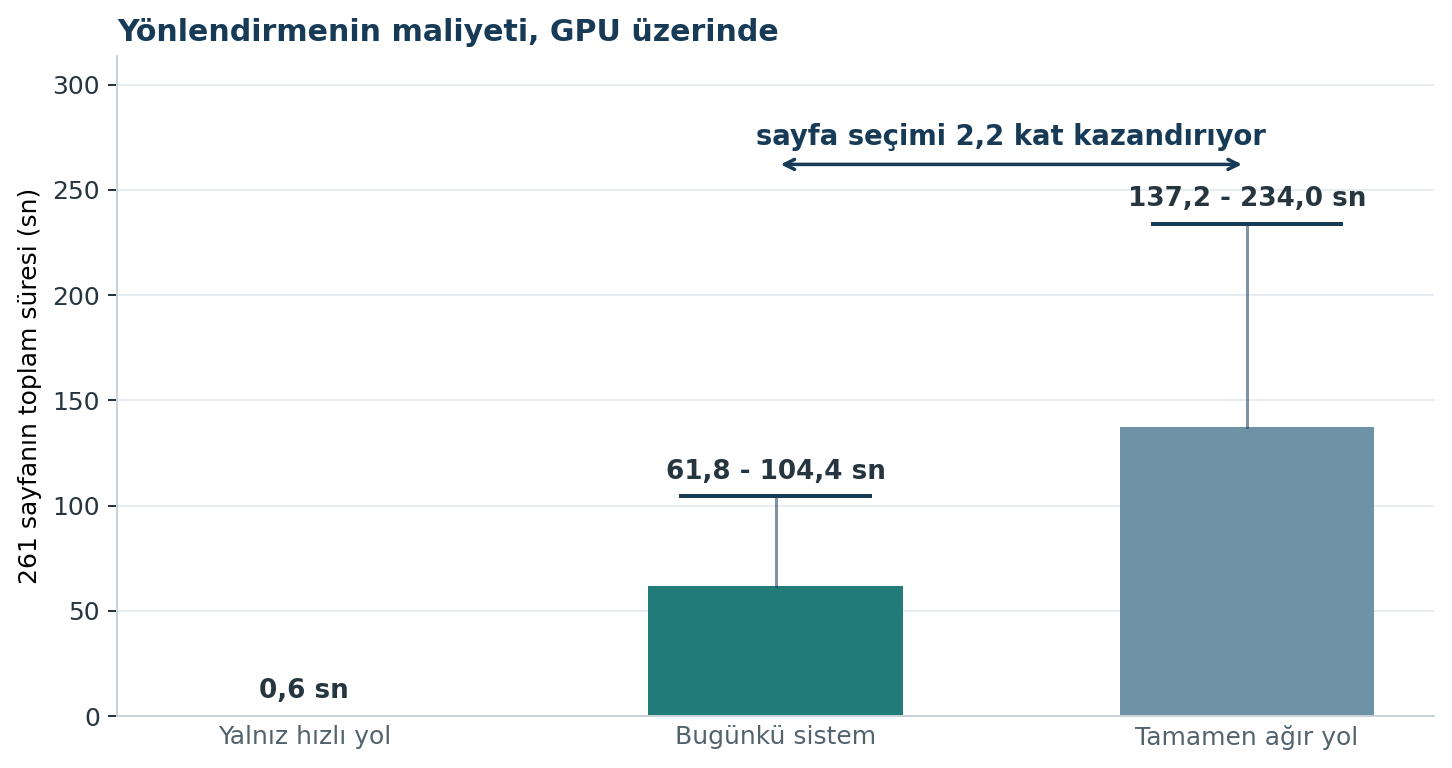 Yönlendirmenin maliyeti, GPU üzerinde
261 sayfanın toplam süresi (sn)
300
250
200
150
100
50
0
sayfa seçimi 2,2 kat kazandırıyor
137,2 - 234,0 sn
61,8 - 104,4 sn
0,6 sn
Yalnız hızlı yol
Bugünkü sistem
Tamamen ağır yol